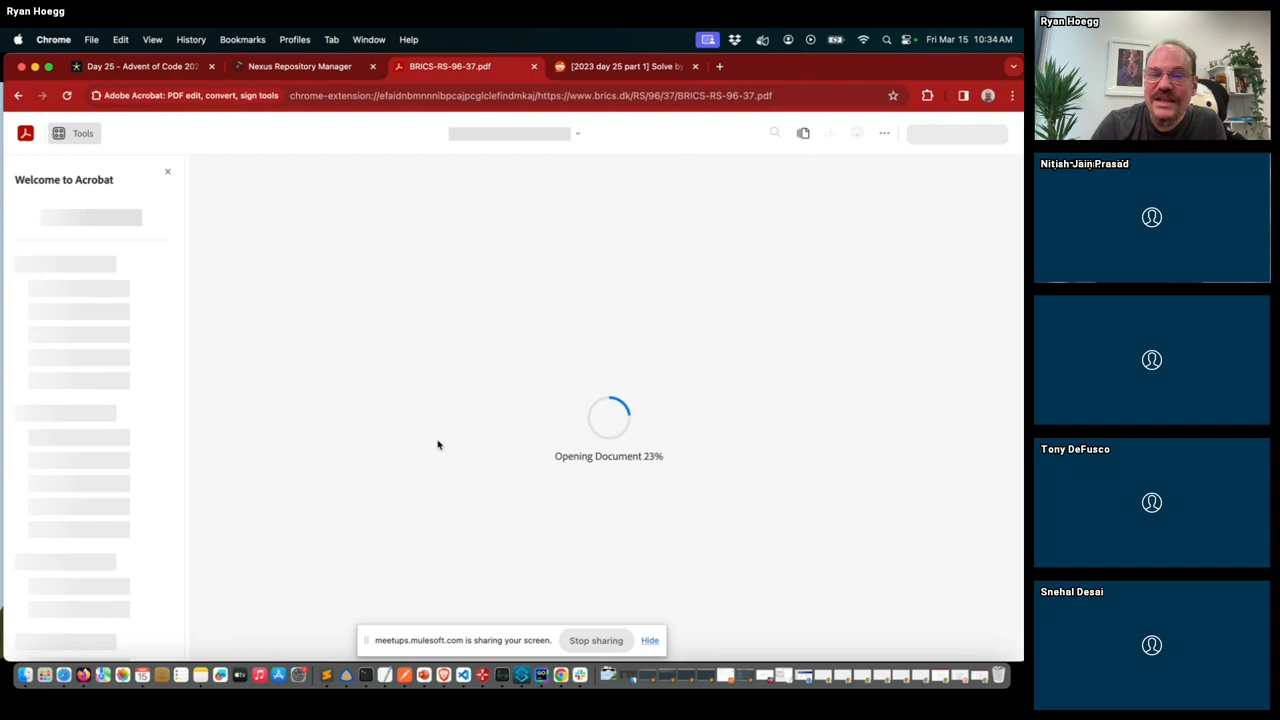 Ryan Hoegg
Chrome File Edit View History Bookmarks Profiles Tab Window Help
Fri Mar 15 10:34 AM
Day 25 - Advent of Code 202
Nexus Repository Manager
BRICS-RS-96-37.pdf
[2023 day 25 part 1] Solve by
Adobe Acrobat: PDF edit, convert, sign tools
chrome-extension://efaidnbmnnnibpcajpcglclefindmkaj/https://www.brics.dk/RS/96/37/BRICS-RS-96-37.pdf
Tools
Welcome to Acrobat
Opening Document 23%
meetups.mulesoft.com is sharing your screen.
Stop sharing
Hide
Ryan Hoegg
Tony DeFusco
Snehal Desai